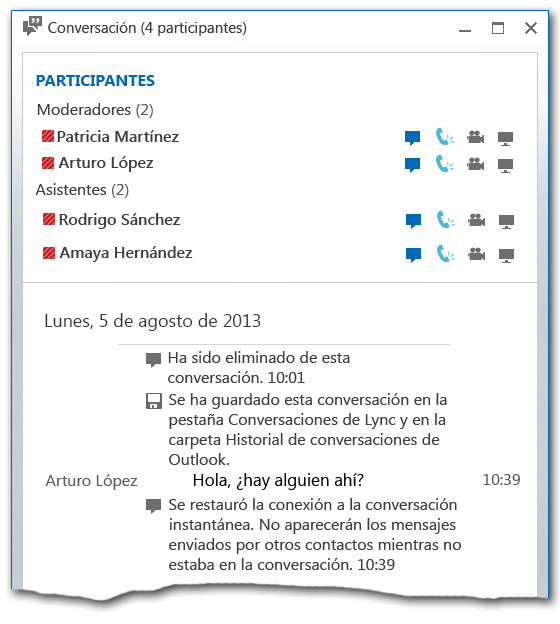 Conversación (4 participantes)
PARTICIPANTES
Moderadores (2)
Patricia Martínez
Arturo López
Asistentes (2)
Rodrigo Sánchez
Amaya Hernández
Lunes, 5 de agosto de 2013
Ha sido eliminado de esta
conversación. 10:01
Se ha guardado esta conversación en la
pestaña Conversaciones de Lync y en la
carpeta Historial de conversaciones de
Outlook.
Arturo López Hola, ¿hay alguien ahí? 10:39
Se restauró la conexión a la conversación
instantánea. No aparecerán los mensajes
enviados por otros contactos mientras no
estaba en la conversación. 10:39